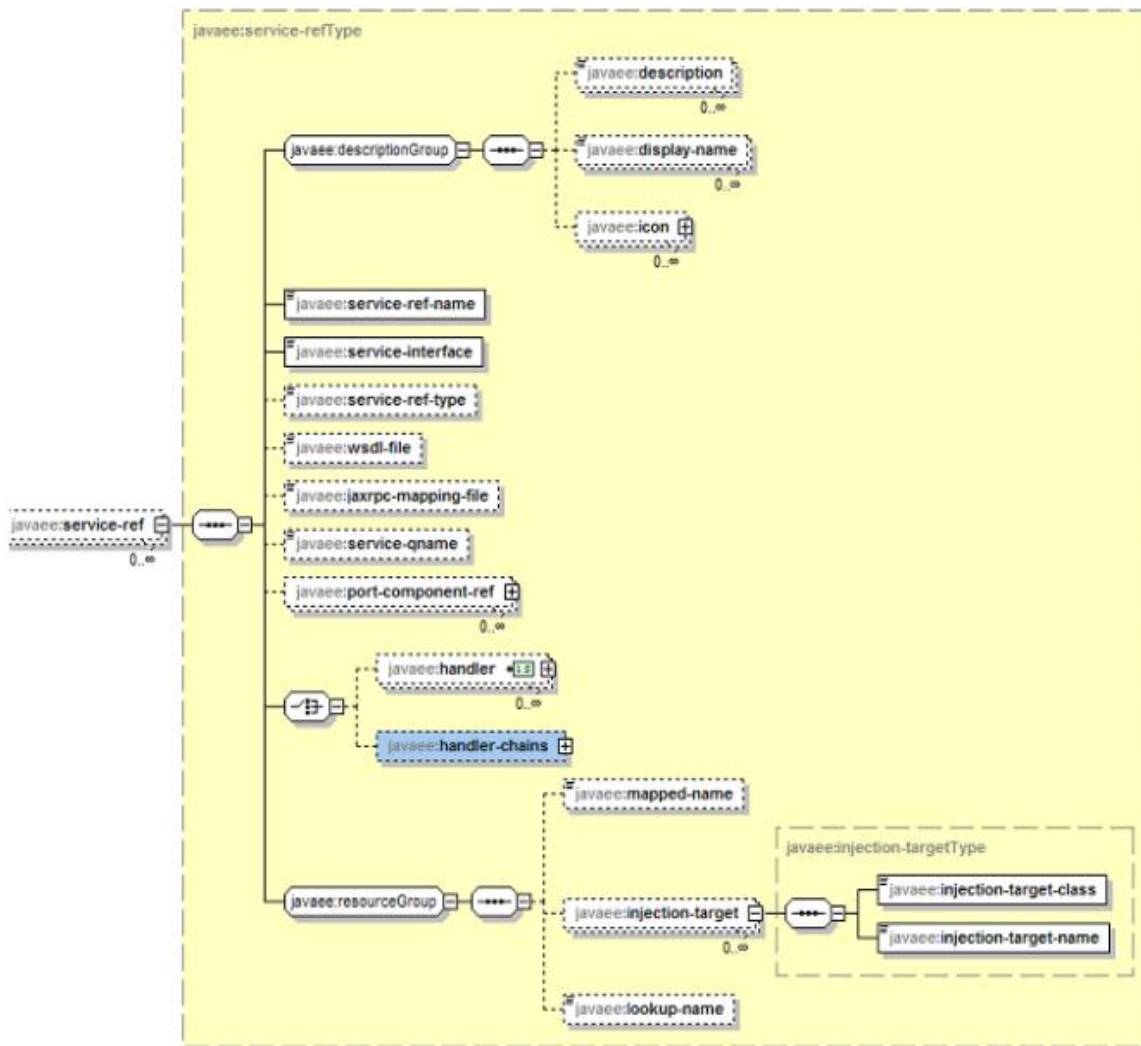 javaee:service-refType
javaee:description
0..∞
javaee:descriptionGroup
javaee:display-name
0..∞
javaee:icon
0..∞
javaee:service-ref-name
javaee:service-interface
javaee:service-ref-type
javaee:wsdl-file
javaee:jaxrpc-mapping-file
javaee:service-ref
0..∞
javaee:service-qname
javaee:port-component-ref
0..∞
javaee:handler
0..∞
javaee:handler-chains
javaee:mapped-name
javaee:injection-targetType
javaee:resourceGroup
javaee:injection-target
0..∞
javaee:injection-target-class
javaee:injection-target-name
javaee:lookup-name